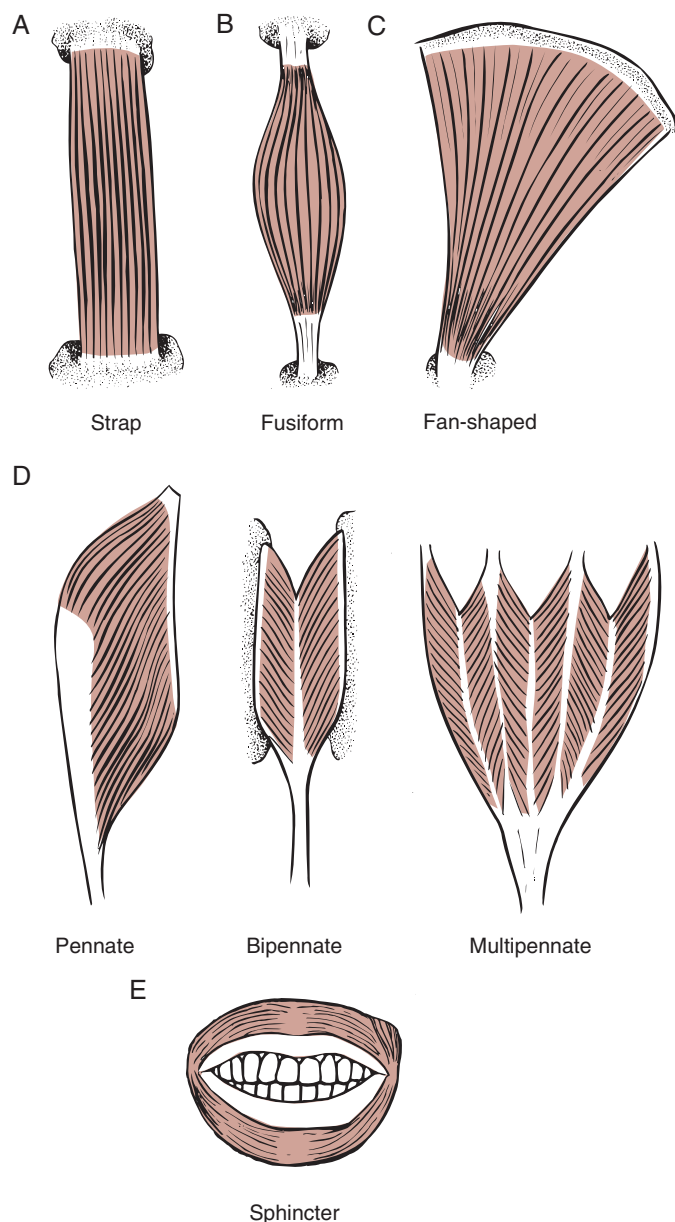 A
B
C
Strap
Fusiform
Fan-shaped
D
Pennate
Bipennate
Multipennate
E
Sphincter